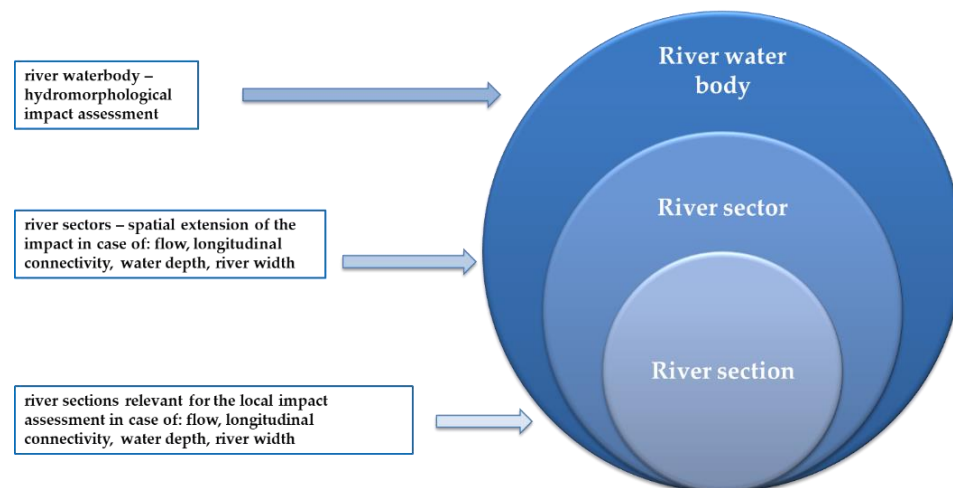 river waterbody –
hydromorphological
impact assessment
river sectors – spatial extension of the
impact in case of: flow, longitudinal
connectivity, water depth, river width
river sections relevant for the local impact
assessment in case of: flow, longitudinal
connectivity, water depth, river width
River water
body
River sector
River section